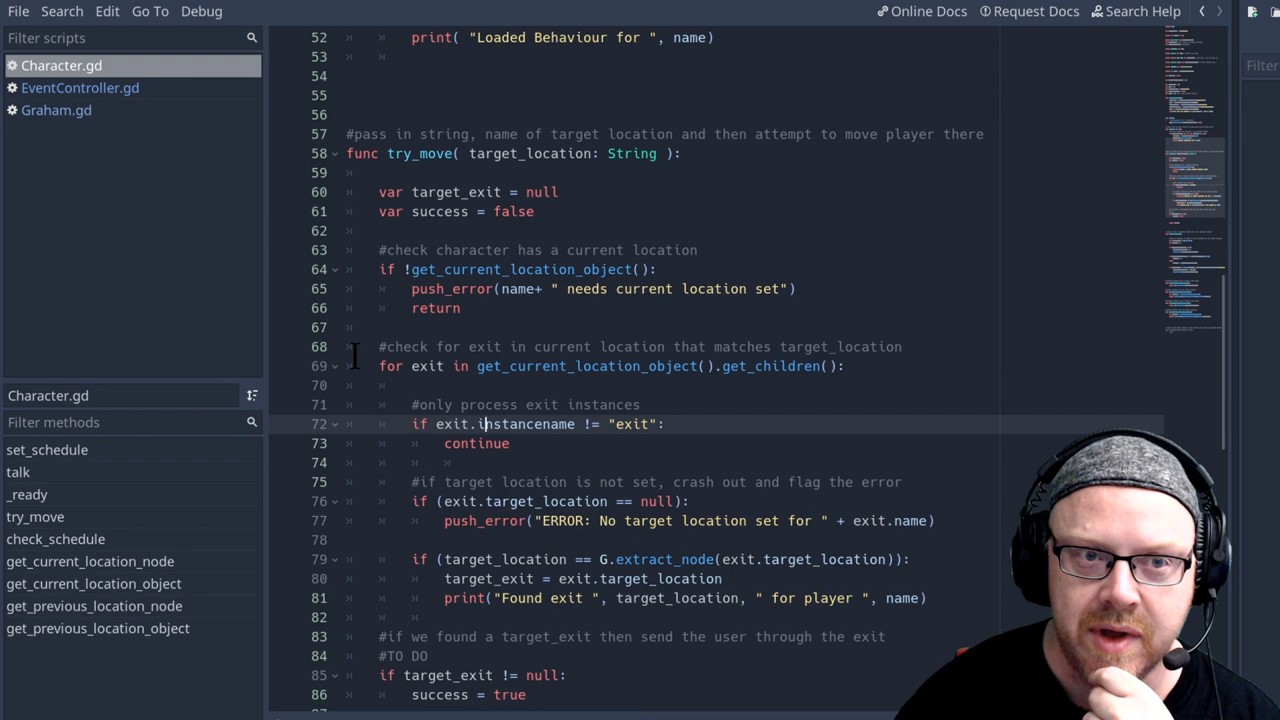 File Search Edit Go To Debug
Online Docs Request Docs Search Help
Filter scripts
Character.gd
EventController.gd
Graham.gd
Character.gd
Filter methods
set_schedule
talk
_ready
try_move
check_schedule
get_current_location_node
get_current_location_object
get_previous_location_node
get_previous_location_object
52 print( "Loaded Behaviour for ", name)
53
54
55
56
57 #pass in string, name of target location and then attempt to move player there
58 func try_move( target_location: String ):
59
60 var target_exit = null
61 var success = false
62
63 #check character has a current location
64 if !get_current_location_object():
65 push_error(name+ " needs current location set")
66 return
67
68 #check for exit in current location that matches target_location
69 for exit in get_current_location_object().get_children():
70
71 #only process exit instances
72 if exit.instancename != "exit":
73 continue
74
75 #if target location is not set, crash out and flag the error
76 if (exit.target_location == null):
77 push_error("ERROR: No target location set for " + exit.name)
78
79 if (target_location == G.extract_node(exit.target_location)):
80 target_exit = exit.target_location
81 print("Found exit ", target_location, " for player ", name)
82
83 #if we found a target_exit then send the user through the exit
84 #TO DO
85 if target_exit != null:
86 success = true
Filter